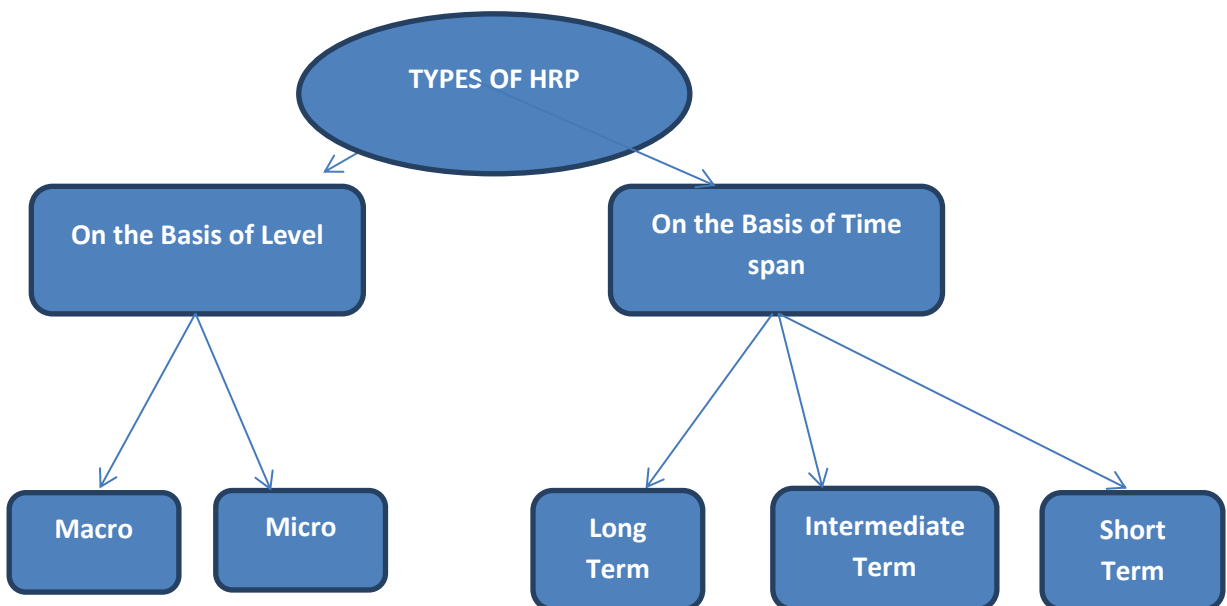 TYPES OF HRP
On the Basis of Level
On the Basis of Time
span
Macro
Micro
Long
Term
Intermediate
Term
Short
Term